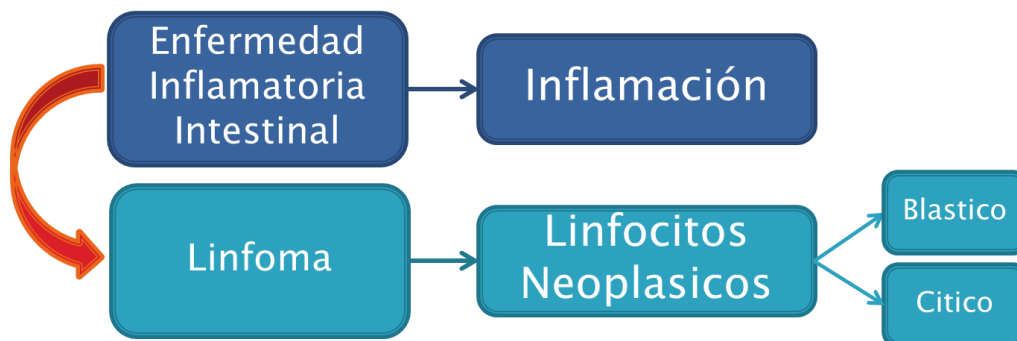 Enfermedad
Inflamatoria
Intestinal
Inflamación
Linfoma
Linfocitos
Neoplasicos
Blastico
Citico